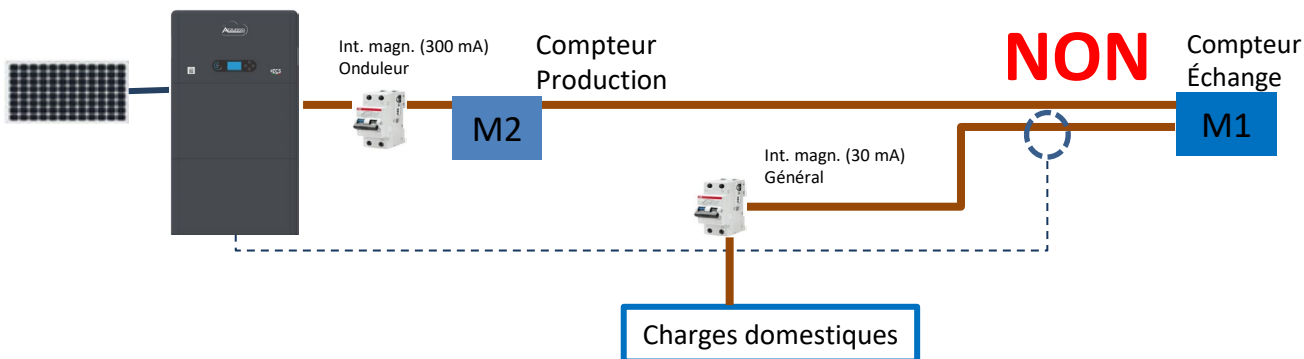 Int. magn. (300 mA)
Onduleur
Compteur
Production
NON
Compteur
Échange
M2
M1
Int. magn. (30 mA)
Général
Charges domestiques